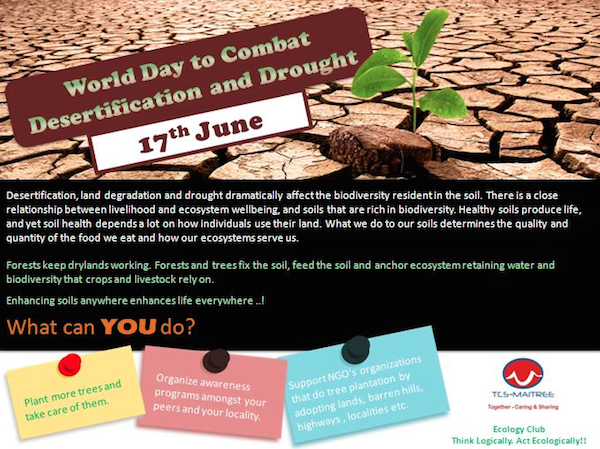 World Day to Combat
Desertification and Drought
17th June
Desertification, land degradation and drought dramatically affect the biodiversity resident in the soil. There is a close
relationship between livelihood and ecosystem wellbeing, and soils that are rich in biodiversity. Healthy soils produce life,
and yet soil health depends a lot on how individuals use their land. What we do to our soils determines the quality and
quantity of the food we eat and how our ecosystems serve us.
Forests keep drylands working. Forests and trees fix the soil, feed the soil and anchor ecosystem retaining water and
biodiversity that crops and livestock rely on.
Enhancing soils anywhere enhances life everywhere ..!
What can YOU do?
Plant more trees and
take care of them.
Organize awareness
programs amongst your
peers and your locality.
Support NGO's organizations
that do tree plantation by
adopting lands, barren hills,
highways , localities etc.
TCS-MAITREE
Together - Caring & Sharing
Ecology Club
Think Logically. Act Ecologically!!